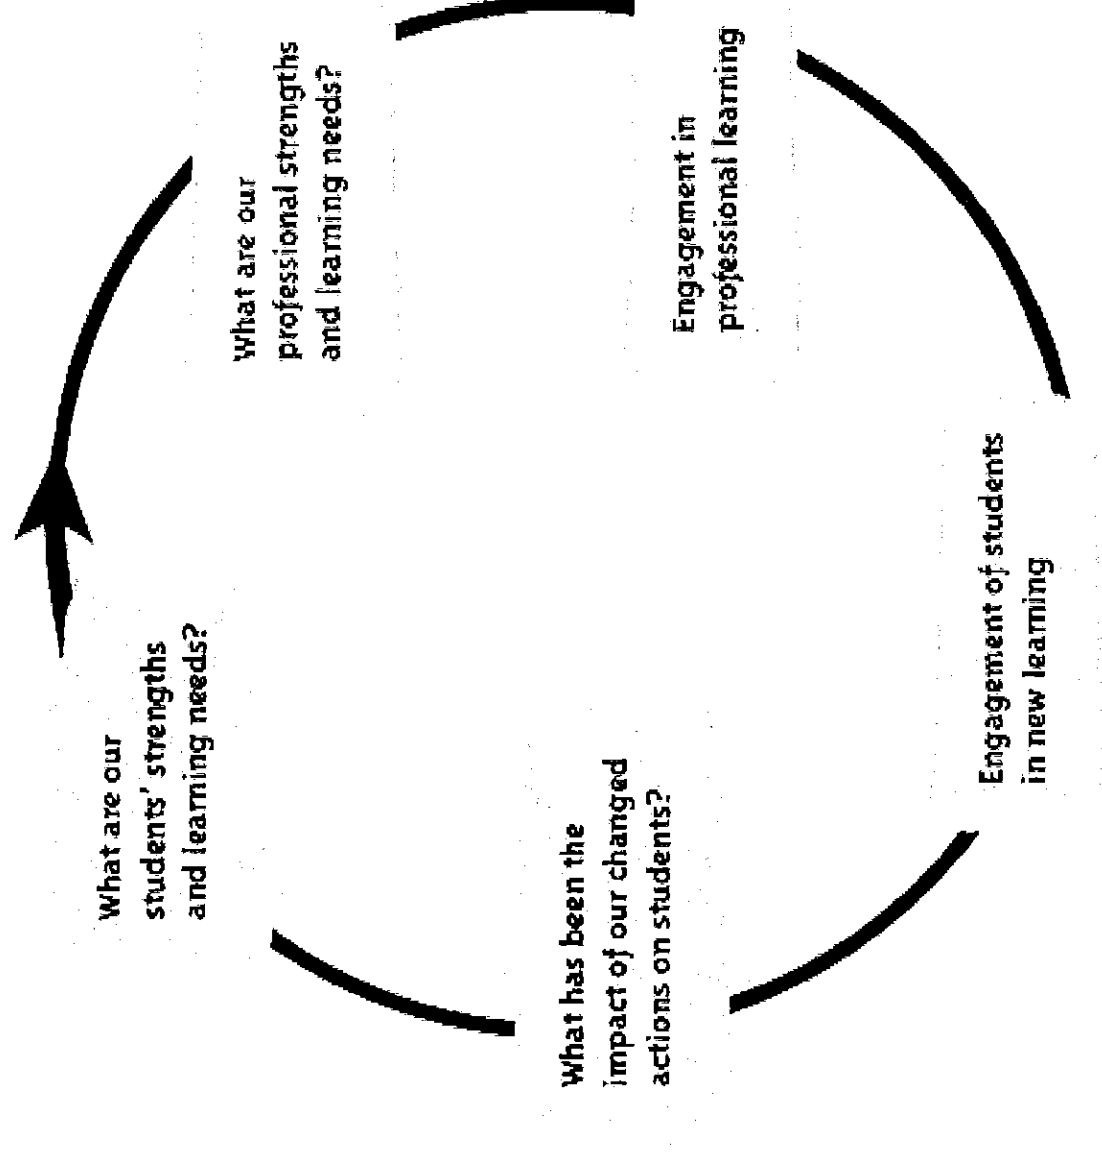 What are our
students' strengths
and learning needs?
What are our
professional strengths
and learning needs?
Engagement in
professional learning
Engagement of students
in new learning
What has been the
impact of our changed
actions on students?